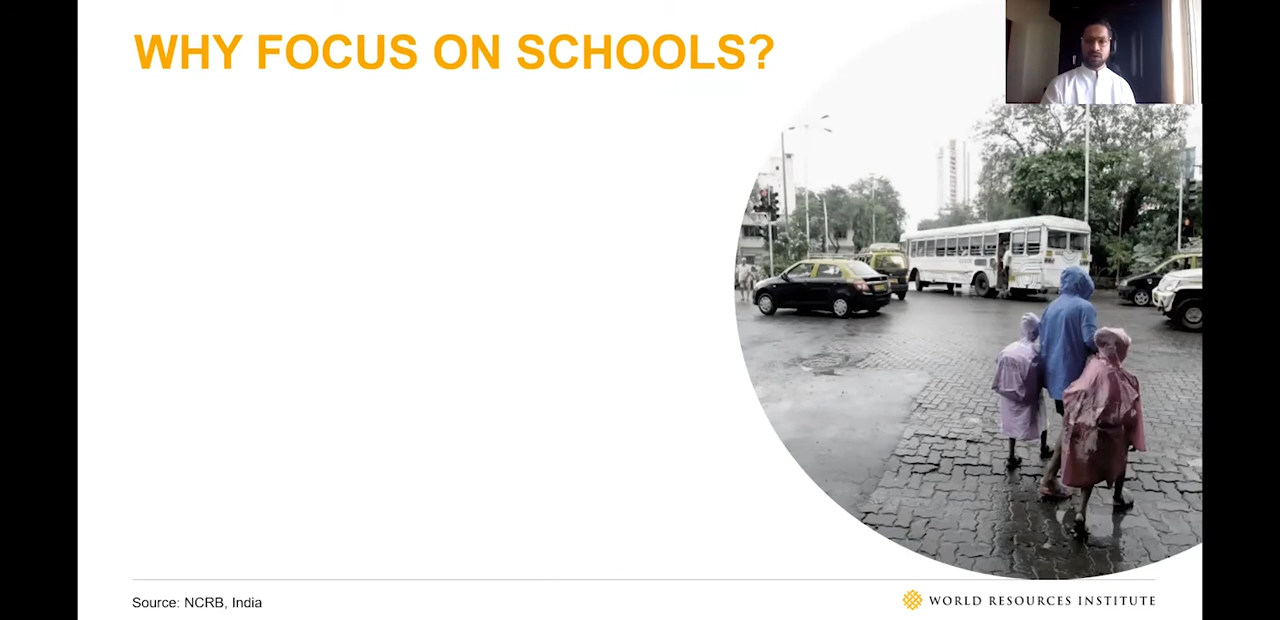 WHY FOCUS ON SCHOOLS?
Source: NCRB, India
WORLD RESOURCES INSTITUTE